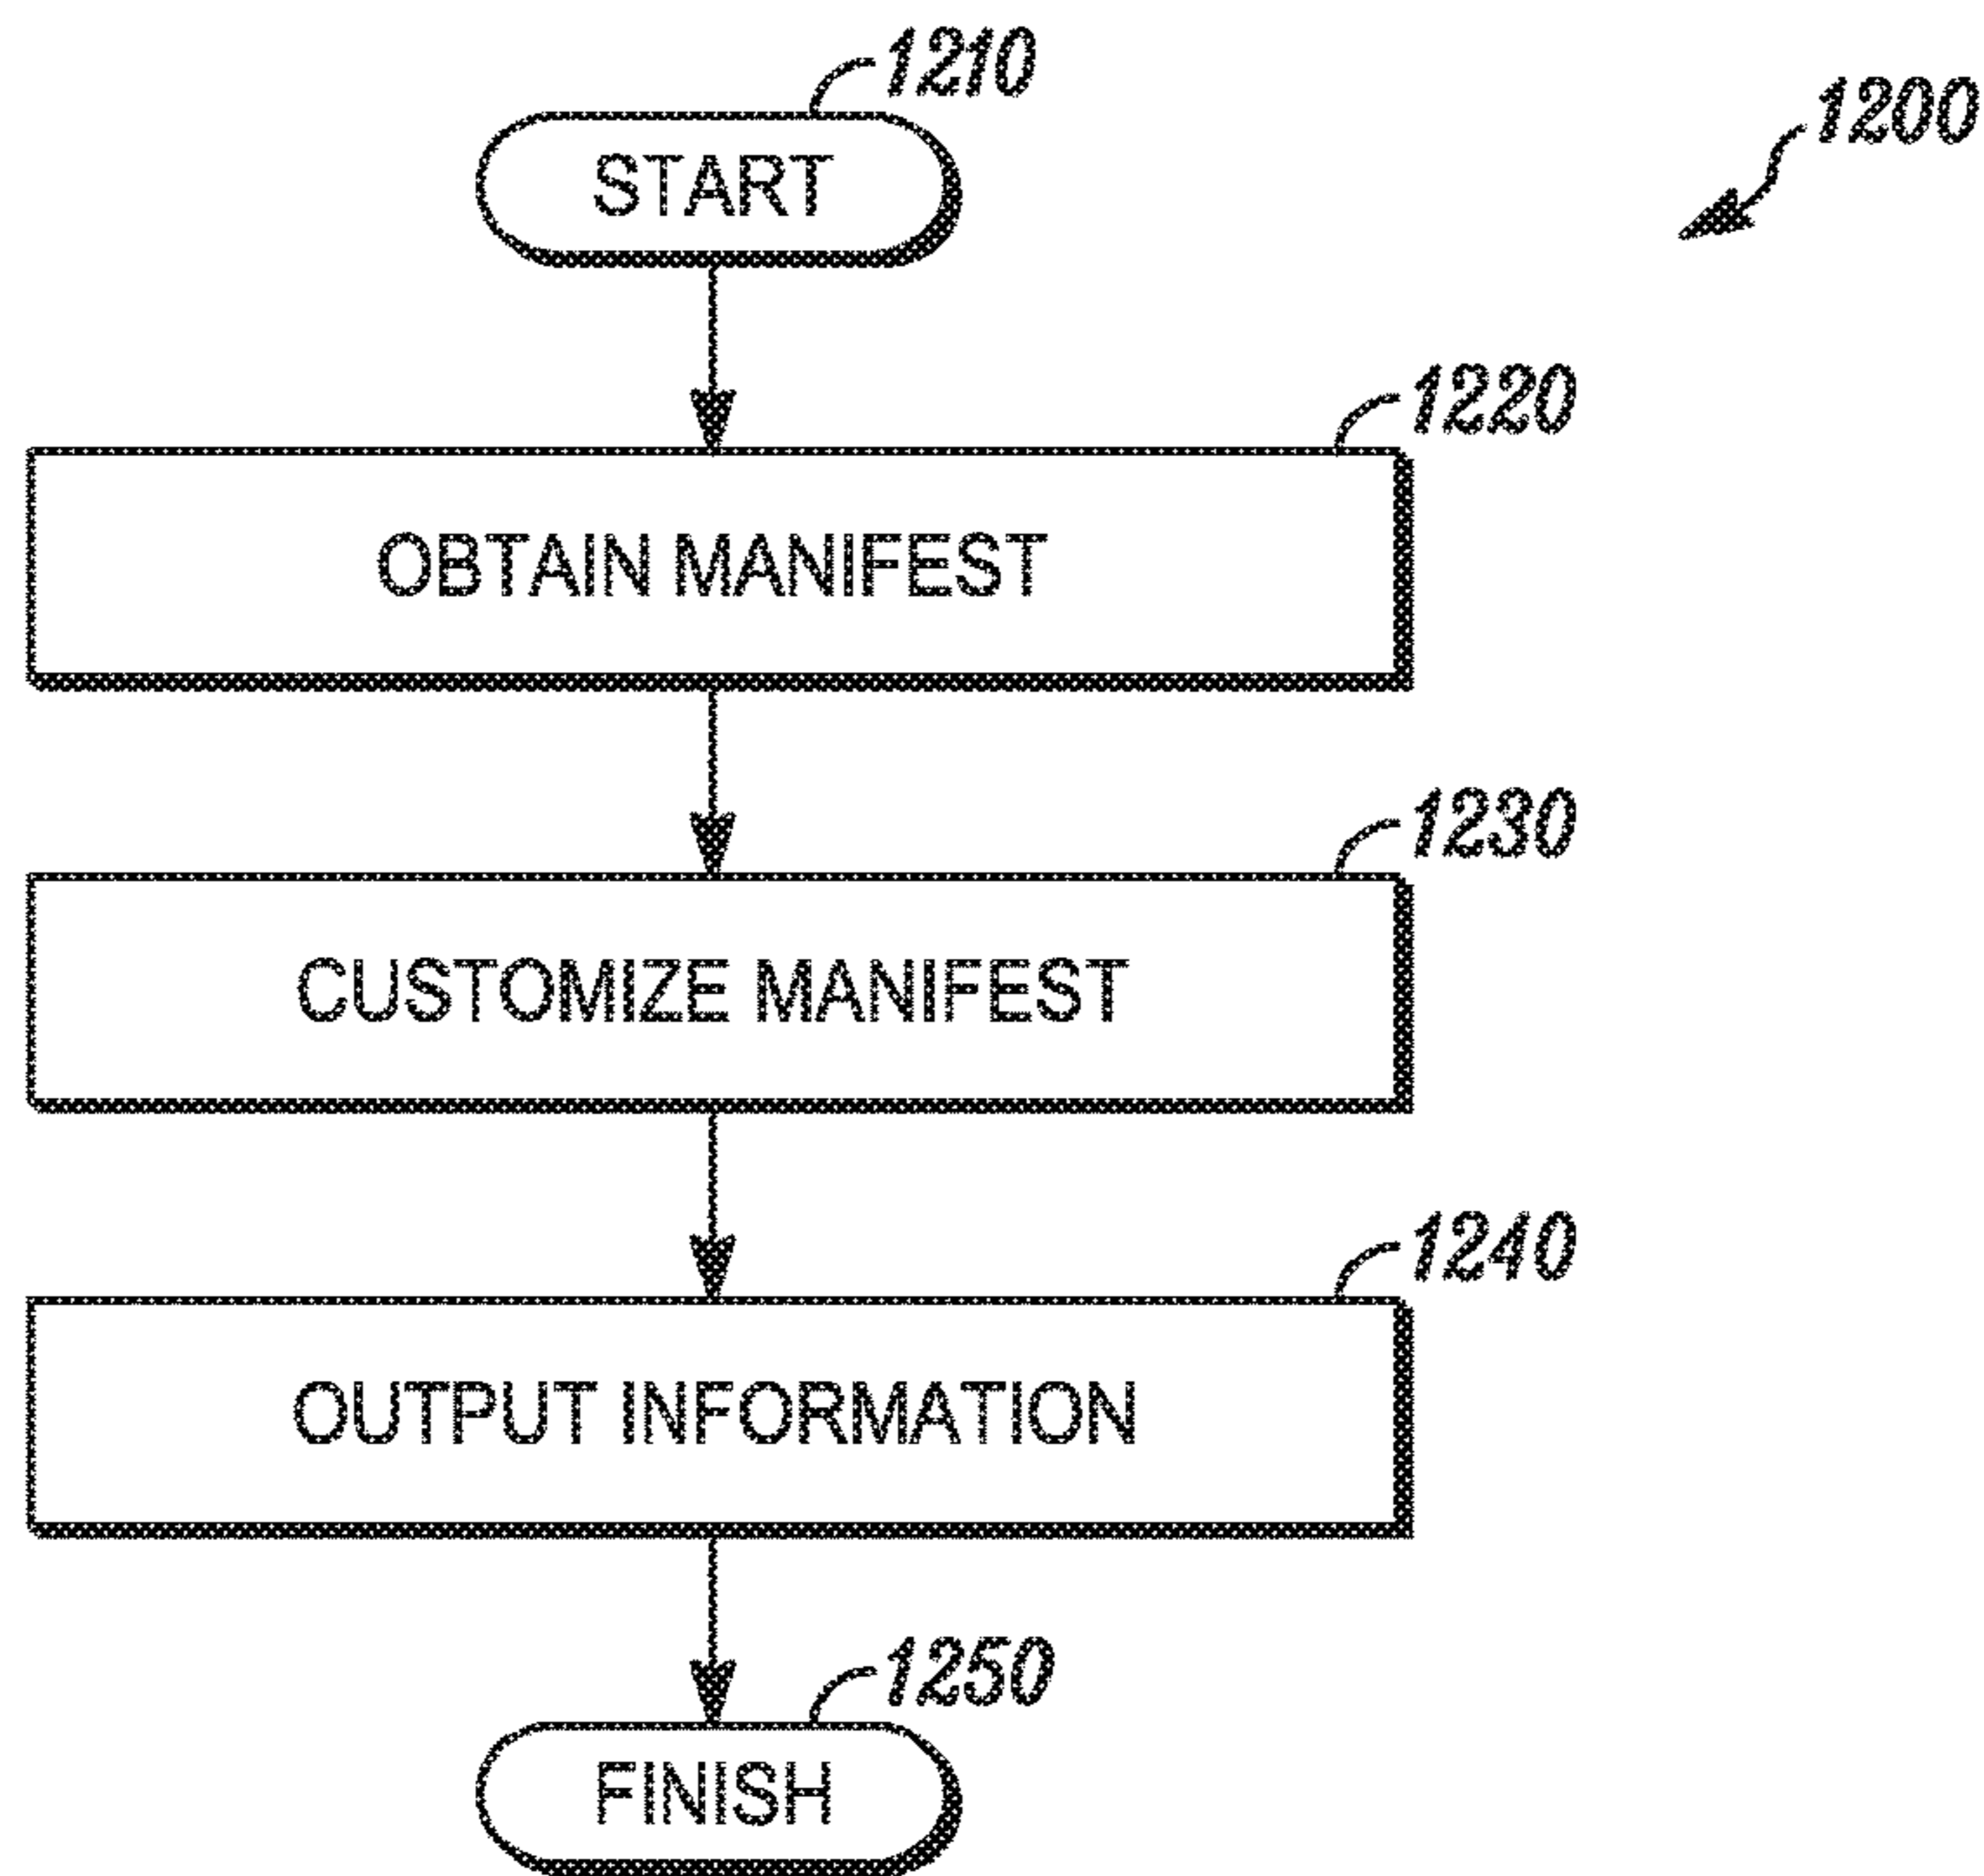 1210
1200
START
1220
OBTAIN MANIFEST
1230
CUSTOMIZE MANIFEST
1240
OUTPUT INFORMATION
1250
FINISH